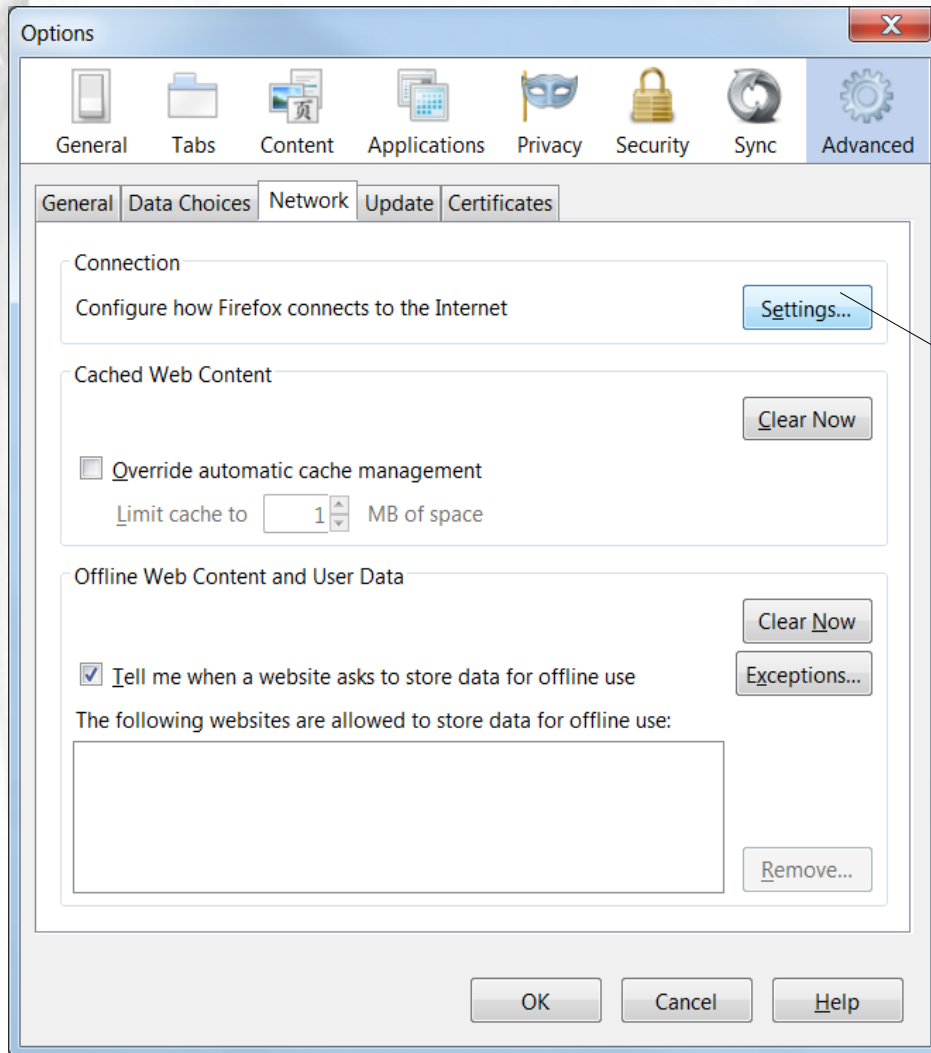 Options
X
页
General Tabs Content Applications Privacy Security Sync Advanced
General Data Choices Network Update Certificates
Connection
Configure how Firefox connects to the Internet Settings...
Cached Web Content
Clear Now
Override automatic cache management
Limit cache to 1 MB of space
Offline Web Content and User Data
Clear Now
Tell me when a website asks to store data for offline use Exceptions...
The following websites are allowed to store data for offline use:
Remove...
OK Cancel Help